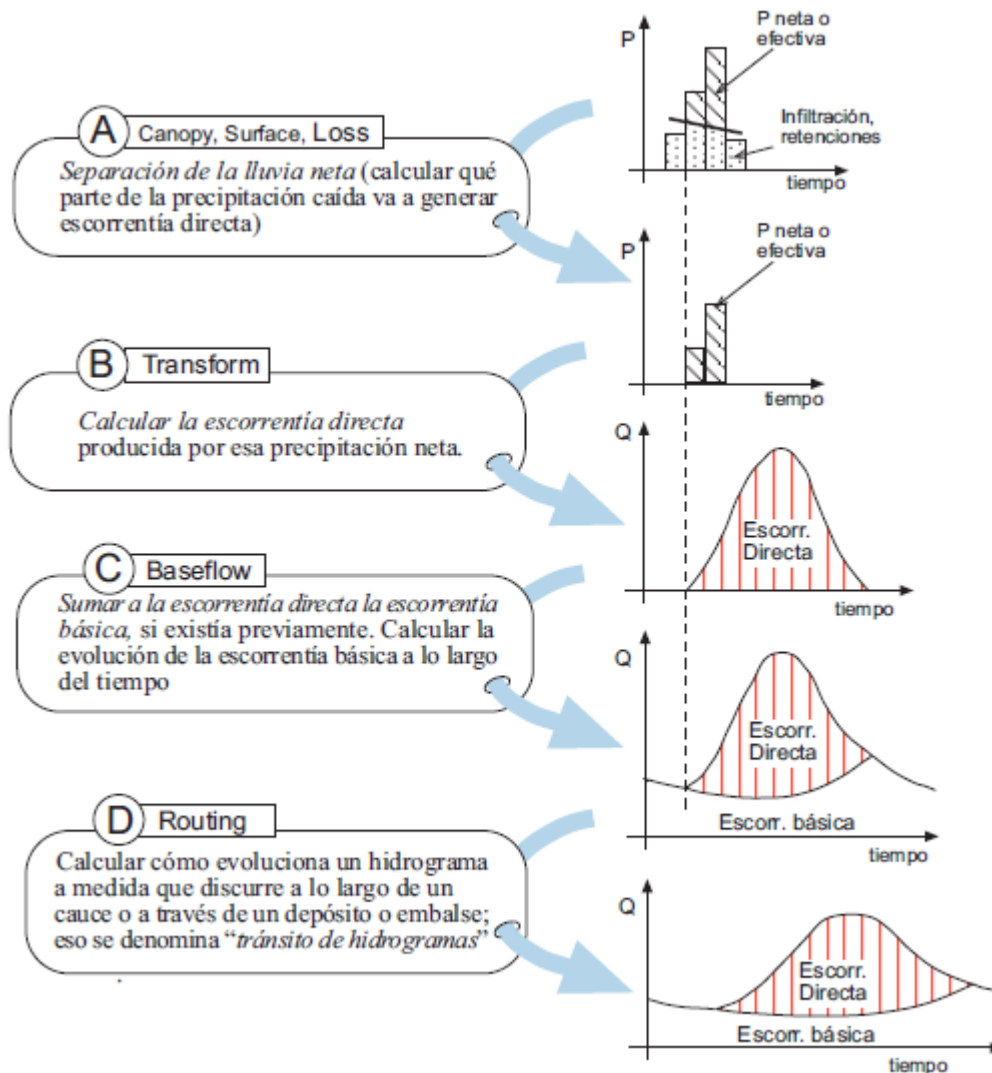 P
P neta o
efectiva
Infiltración,
retenciones
tiempo
A Canopy, Surface, Loss
Separación de la lluvia neta (calcular qué
parte de la precipitación caída va a generar
escorrentía directa)
P
P neta o
efectiva
tiempo
B Transform
Calcular la escorrentía directa
producida por esa precipitación neta.
Q
Escorr.
Directa
tiempo
C Baseflow
Sumar a la escorrentía directa la escorrentía
básica, si existía previamente. Calcular la
evolución de la escorrentía básica a lo largo
del tiempo
Q
Escorr.
Directa
Escorr. básica
tiempo
D Routing
Calcular cómo evoluciona un hidrograma
a medida que discurre a lo largo de un
cauce o a través de un depósito o embalse;
eso se denomina “tránsito de hidrogramas”
.
Q
Escorr.
Directa
Escorr. básica
tiempo